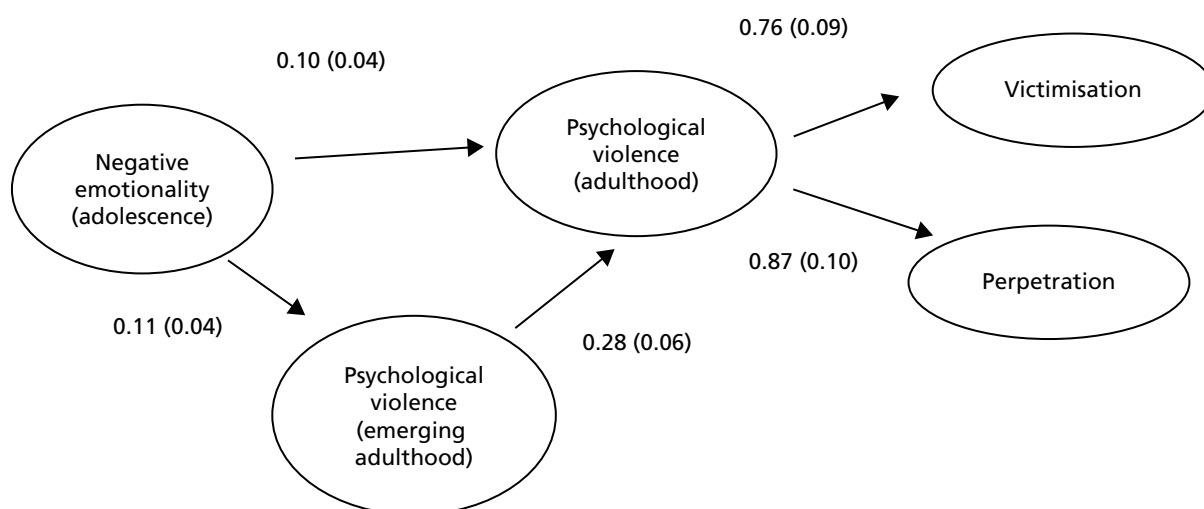 0.76 (0.09)
0.10 (0.04)
Victimisation
Psychological
violence
(adulthood)
Negative
emotionality
(adolescence)
0.87 (0.10)
Perpetration
0.11 (0.04)
0.28 (0.06)
Psychological
violence
(emerging
adulthood)